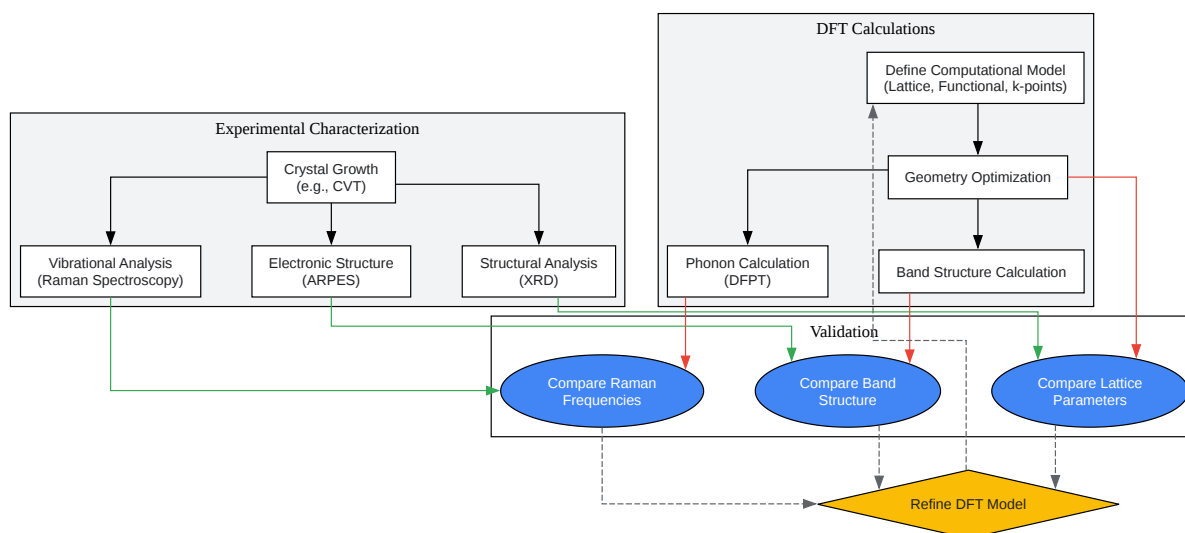 DFT Calculations
Define Computational Model
(Lattice, Functional, k-points)
Experimental Characterization
Crystal Growth
(e.g., CVT)
Geometry Optimization
Vibrational Analysis
(Raman Spectroscopy)
Electronic Structure
(ARPES)
Structural Analysis
(XRD)
Phonon Calculation
(DFPT)
Band Structure Calculation
Validation
Compare Raman
Frequencies
Compare Band
Structure
Compare Lattice
Parameters
Refine DFT Model